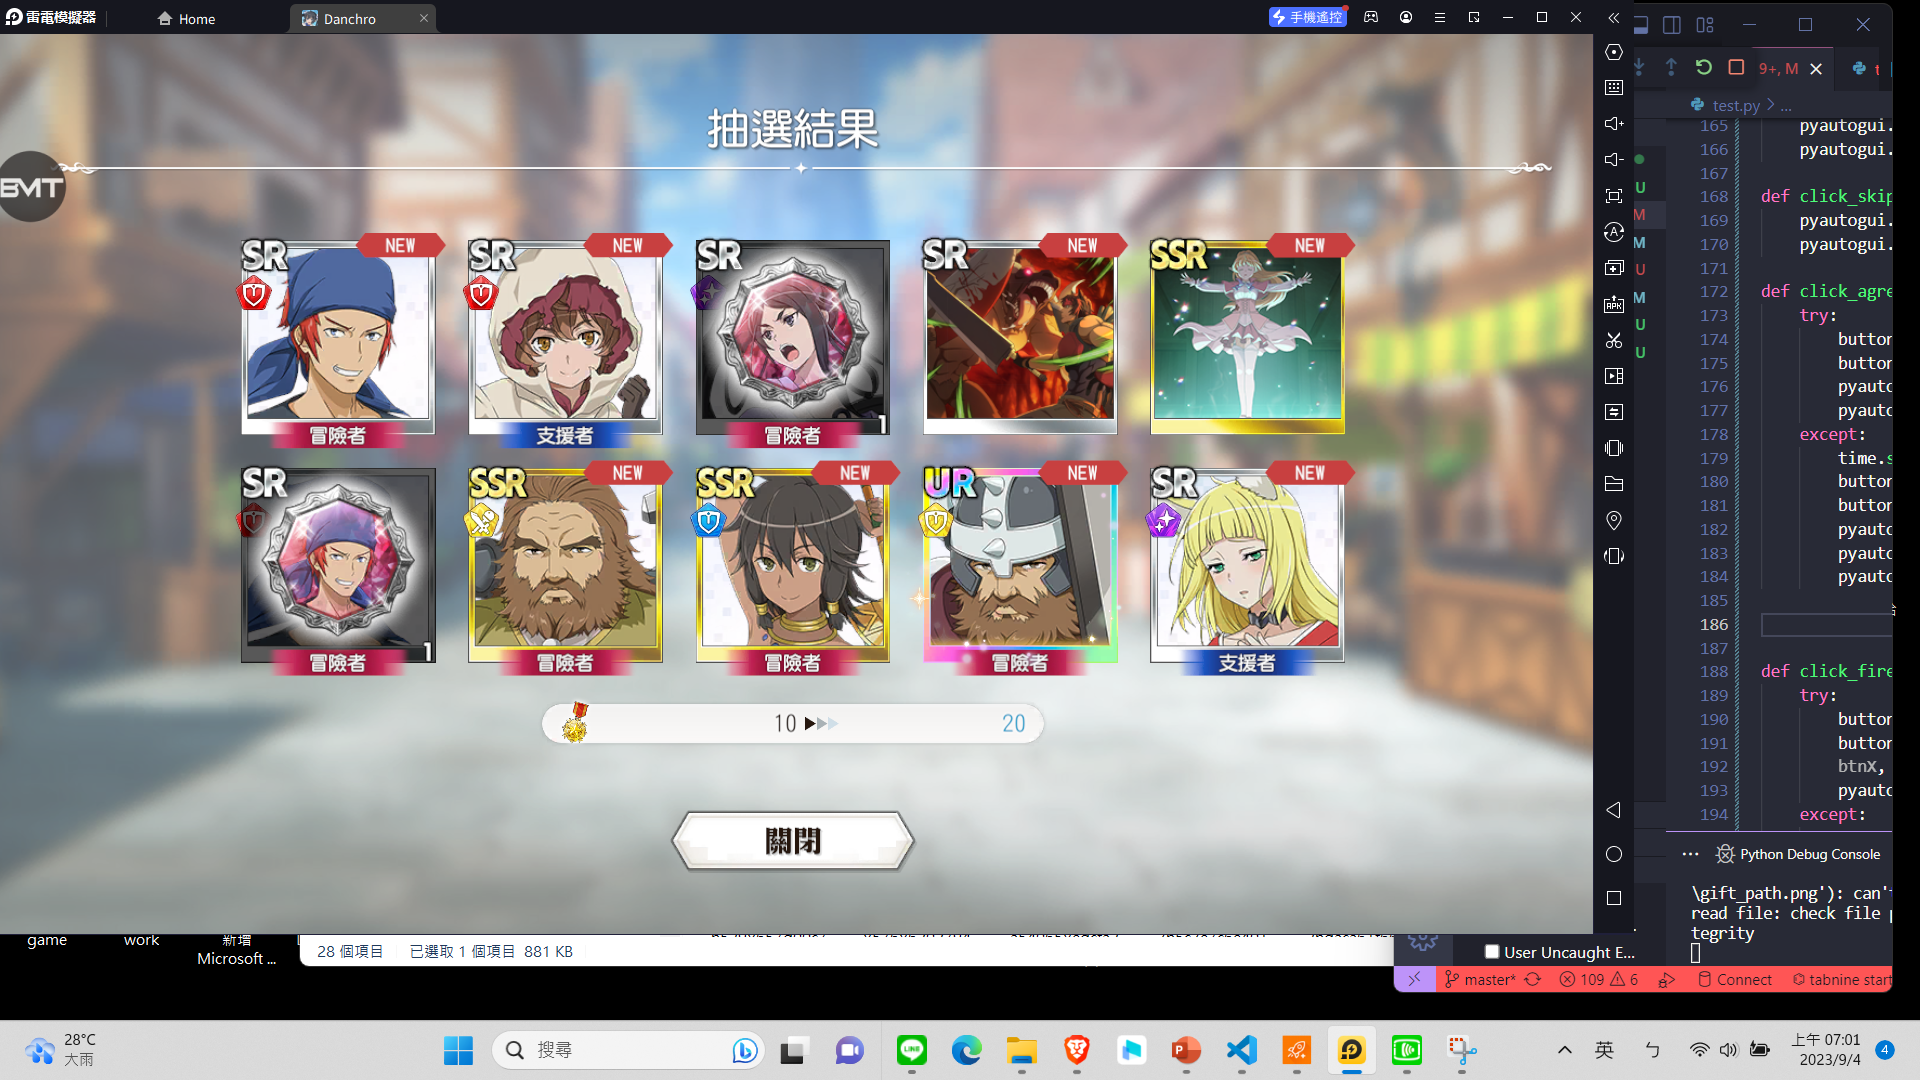 雷電模擬器
Home
Danchro
手機遙控
抽選結果
BMT
SR NEW
SR NEW
SR
SR NEW
SSR NEW
冒險者
支援者
1
冒險者
SR
SSR NEW
SSR NEW
UR NEW
SR NEW
1
冒險者
冒險者
冒險者
冒險者
支援者
10
20
關閉
9+, M
test.py > ...
165 pyautogui.
166 pyautogui.
167
168 def click_skip
169 pyautogui.
170 pyautogui.
171
172 def click_agre
173 try:
174 button
175 button
176 pyauto
177 pyauto
178 except:
179 time.s
180 button
181 button
182 pyauto
183 pyauto
184 pyauto
185
186
187
188 def click_fire
189 try:
190 button
191 button
192 btnX,
193 pyauto
194 except:
U
M
M
U
M
U
U
Python Debug Console
\gift_path.png'): can't
read file: check file p
tegrity
User Uncaught E...
master*
109
6
Connect
tabnine start
game
work
新增
Microsoft ...
28 個項目
已選取 1 個項目 881 KB
28°C
大雨
搜尋
英
ㄅ
上午 07:01
2023/9/4
4